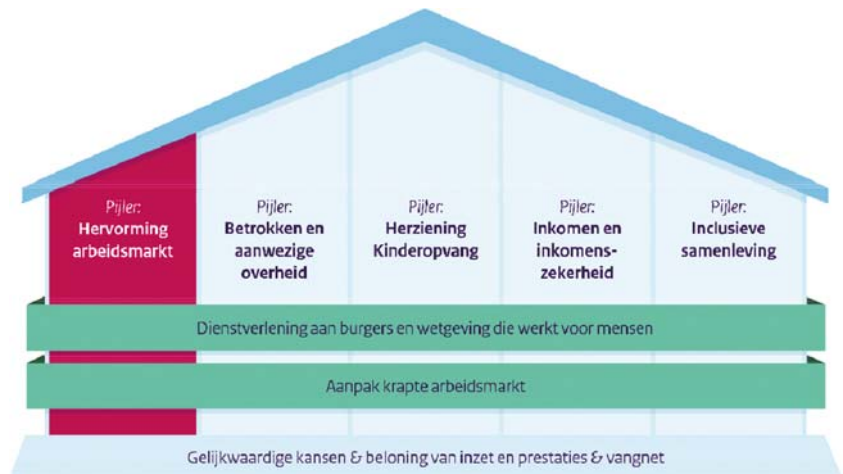 Pijler:
Hervorming
arbeidsmarkt
Pijler:
Betrokken en
aanwezige
overheid
Pijler:
Herziening
Kinderopvang
Pijler:
Inkomen en
inkomens-
zekerheid
Pijler:
Inclusieve
samenleving
Dienstverlening aan burgers en wetgeving die werkt voor mensen
Aanpak krapte arbeidsmarkt
Gelijkwaardige kansen & beloning van inzet en prestaties & vangnet